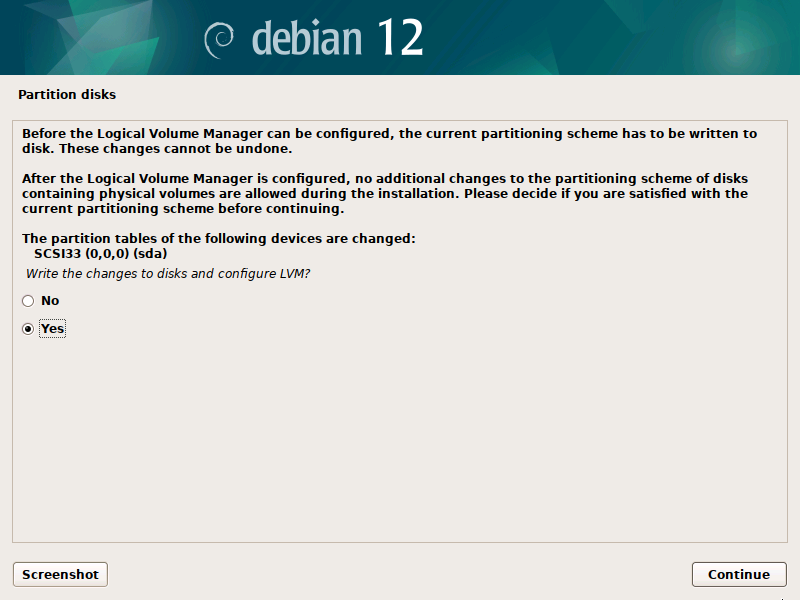 debian 12
Partition disks
Before the Logical Volume Manager can be configured, the current partitioning scheme has to be written to
disk. These changes cannot be undone.
After the Logical Volume Manager is configured, no additional changes to the partitioning scheme of disks
containing physical volumes are allowed during the installation. Please decide if you are satisfied with the
current partitioning scheme before continuing.
The partition tables of the following devices are changed:
SCSI33 (0,0,0) (sda)
Write the changes to disks and configure LVM?
No
Yes
Screenshot
Continue